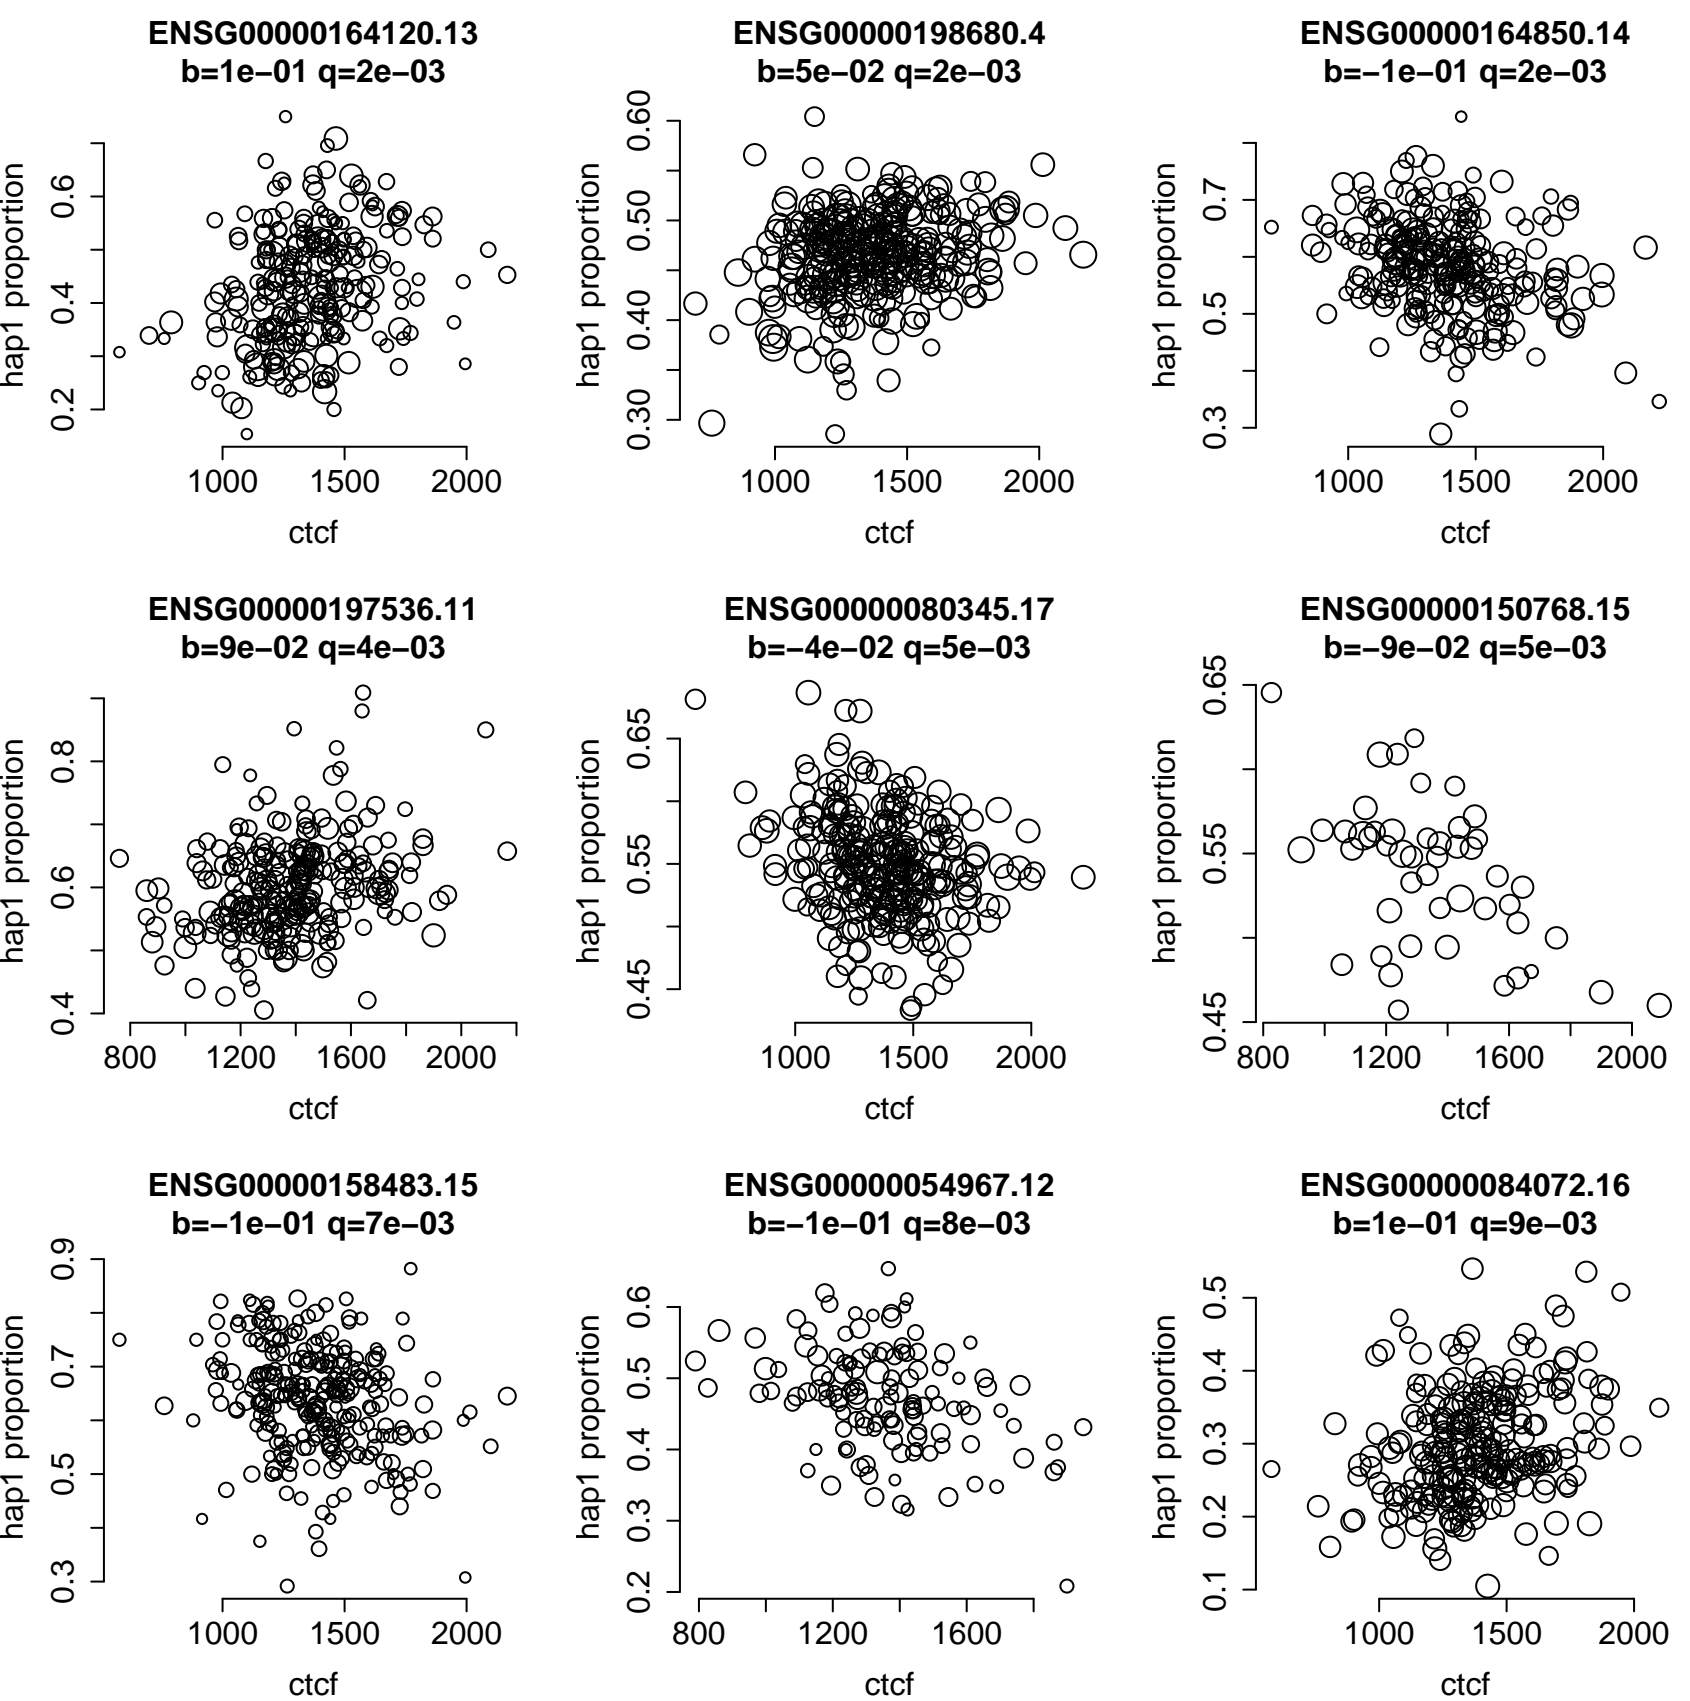 ENSG00000164120.13
b=1e−01 q=2e−03
hap1 proportion
0.2 0.4 0.6
1000 1500 2000
ctcf
ENSG00000198680.4
b=5e−02 q=2e−03
hap1 proportion
0.30 0.40 0.50 0.60
1000 1500 2000
ctcf
ENSG00000164850.14
b=−1e−01 q=2e−03
hap1 proportion
0.3 0.5 0.7
1000 1500 2000
ctcf
ENSG00000197536.11
b=9e−02 q=4e−03
hap1 proportion
0.4 0.6 0.8
800 1200 1600 2000
ctcf
ENSG00000080345.17
b=−4e−02 q=5e−03
hap1 proportion
0.45 0.55 0.65
1000 1500 2000
ctcf
ENSG00000150768.15
b=−9e−02 q=5e−03
hap1 proportion
0.45 0.55 0.65
800 1200 1600 2000
ctcf
ENSG00000158483.15
b=−1e−01 q=7e−03
hap1 proportion
0.3 0.5 0.7 0.9
1000 1500 2000
ctcf
ENSG00000054967.12
b=−1e−01 q=8e−03
hap1 proportion
0.2 0.3 0.4 0.5 0.6
800 1200 1600
ctcf
ENSG00000084072.16
b=1e−01 q=9e−03
hap1 proportion
0.1 0.2 0.3 0.4 0.5
1000 1500 2000
ctcf